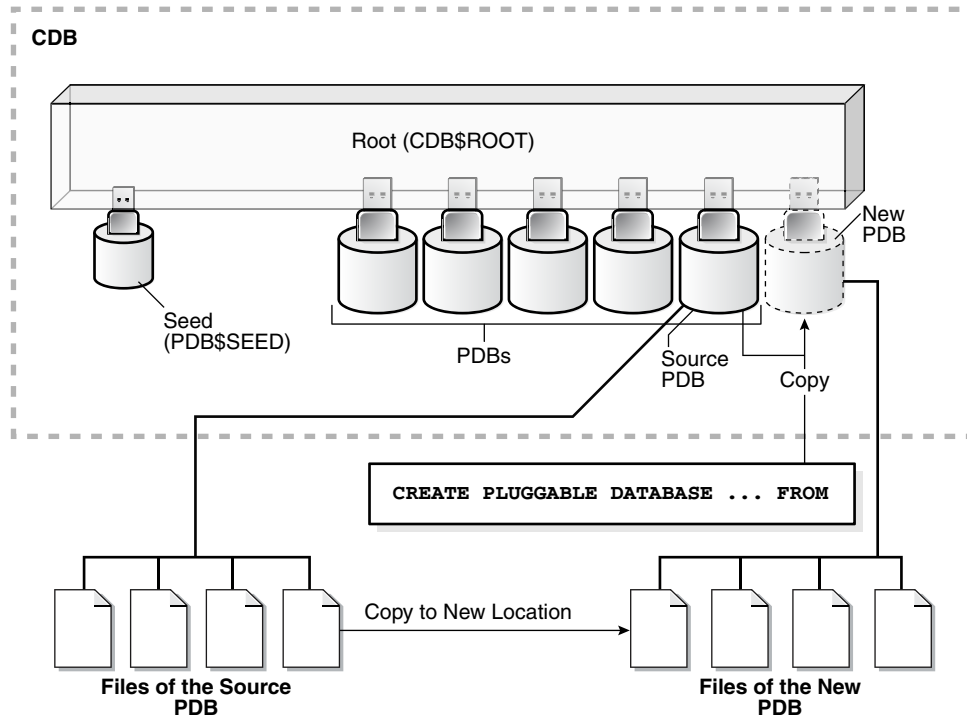 CDB
Root (CDB$ROOT)
New
PDB
Seed
(PDB$SEED)
PDBs
Source
PDB
Copy
CREATE PLUGGABLE DATABASE ... FROM
Copy to New Location
Files of the Source
PDB
Files of the New
PDB